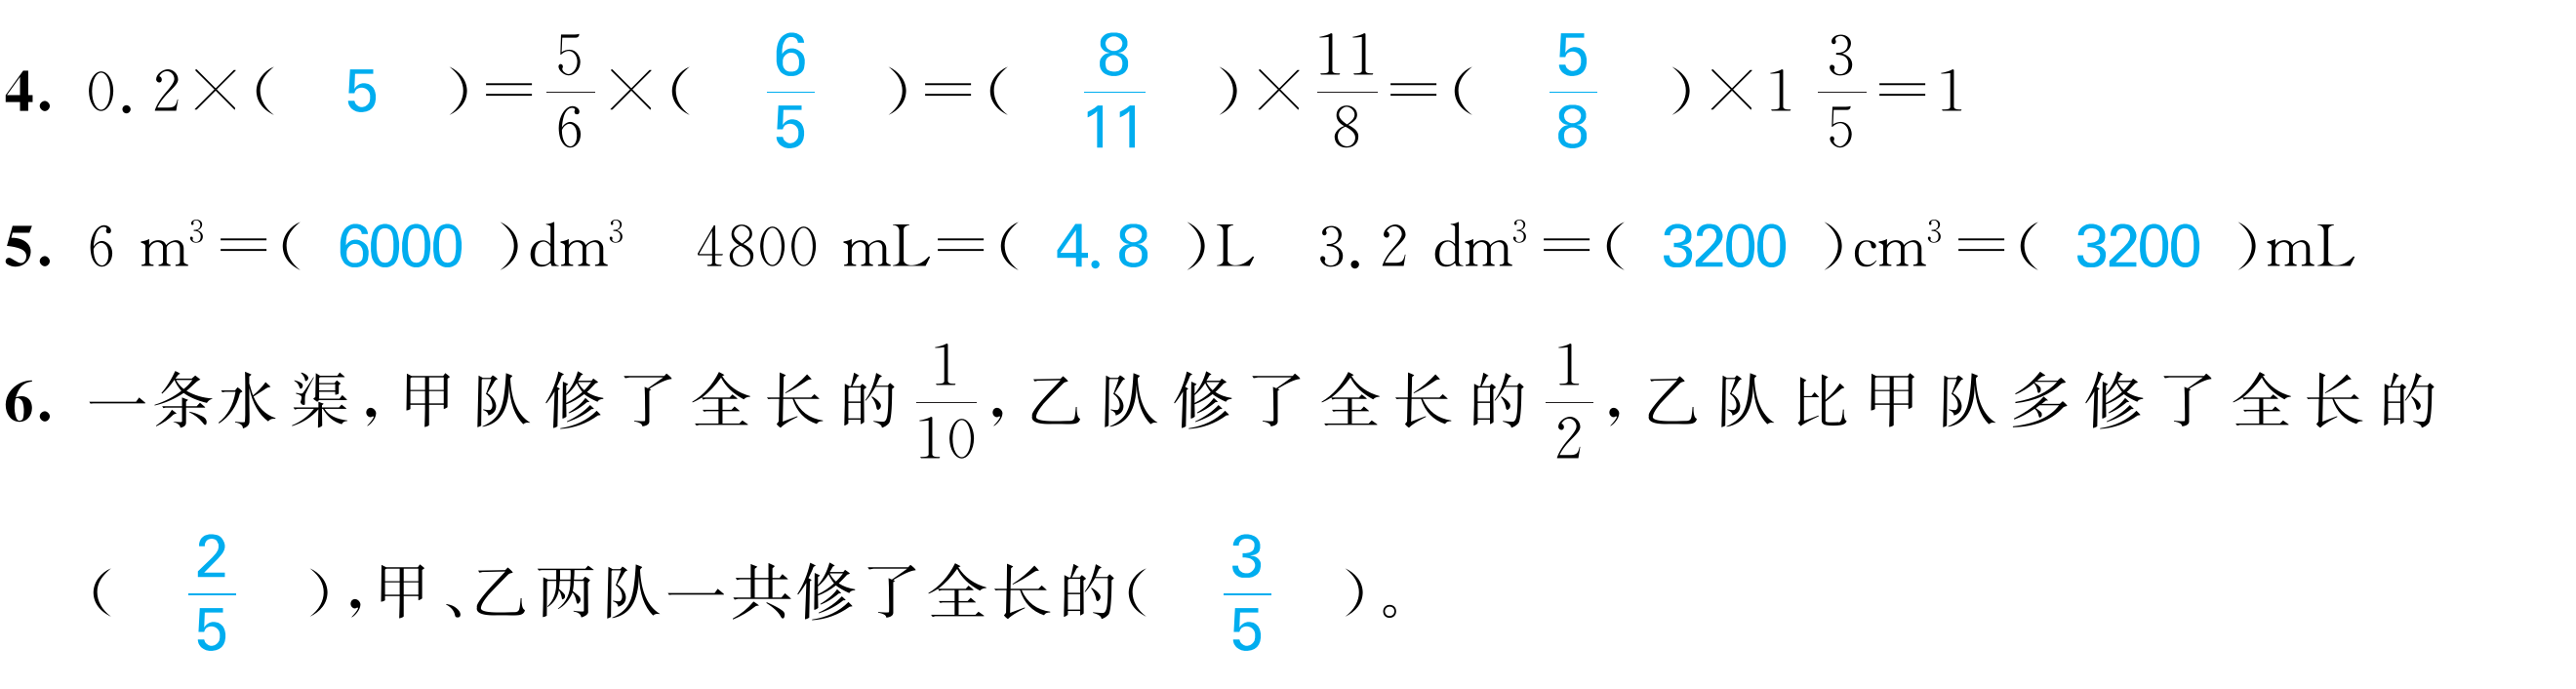 4. 0.2×( 5 )=5/6×( 6/5 )=( 8/11 )×11/8=( 5/8 )×1 3/5=1
5. 6 m³=( 6000 )dm³ 4800 mL=( 4.8 )L 3.2 dm³=( 3200 )cm³=( 3200 )mL
6. 一条水渠,甲队修了全长的1/10,乙队修了全长的1/2,乙队比甲队多修了全长的
( 2/5 ),甲、乙两队一共修了全长的( 3/5 )。